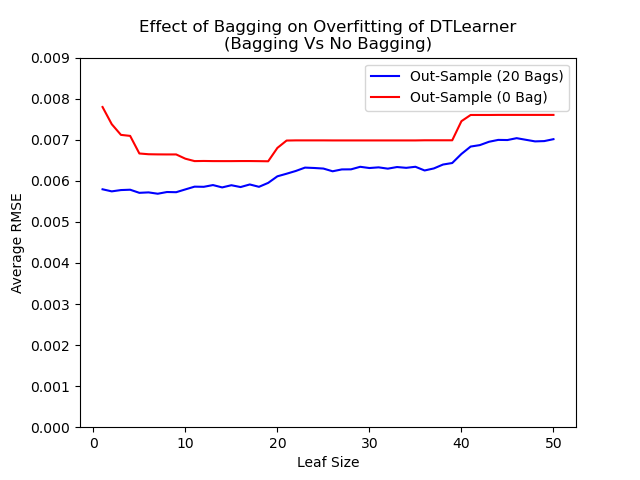 Effect of Bagging on Overfitting of DTLearner
(Bagging Vs No Bagging)
Out-Sample (20 Bags)
Out-Sample (0 Bag)
Average RMSE
0.009
0.008
0.007
0.006
0.005
0.004
0.003
0.002
0.001
0.000
0 10 20 30 40 50
Leaf Size